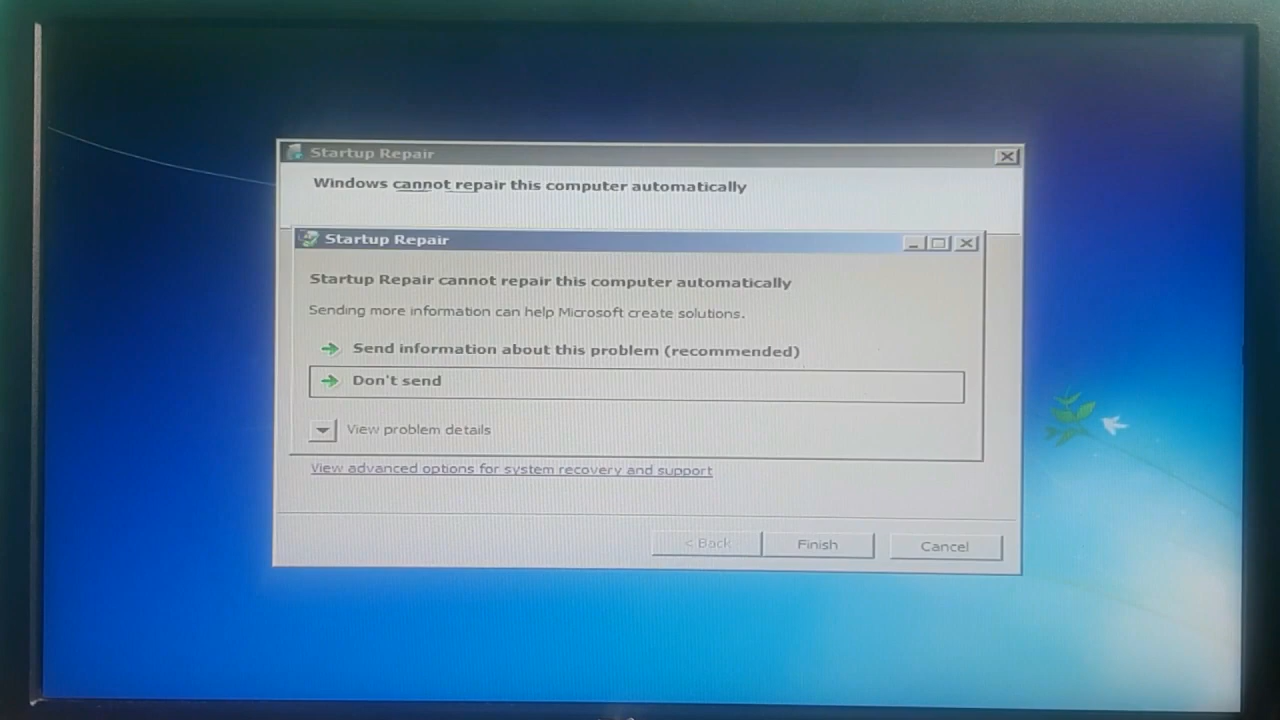 Startup Repair
Windows cannot repair this computer automatically
Startup Repair
Startup Repair cannot repair this computer automatically
Sending more information can help Microsoft create solutions.
Send information about this problem (recommended)
Don't send
View problem details
View advanced options for system recovery and support
< Back Finish Cancel